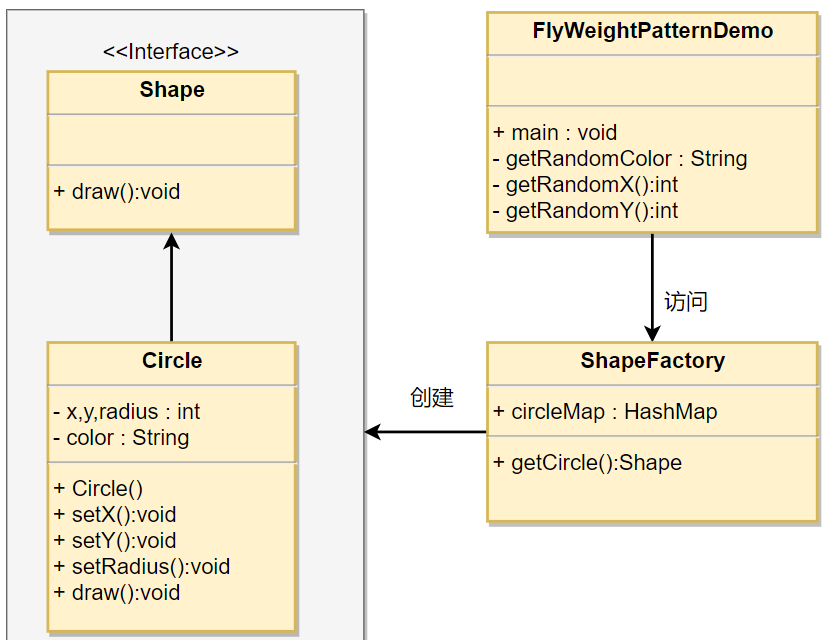 <<Interface>>
Shape
+ draw():void
Circle
- x,y,radius : int
- color : String
+ Circle()
+ setX():void
+ setY():void
+ setRadius():void
+ draw():void
FlyWeightPatternDemo
+ main : void
- getRandomColor : String
- getRandomX():int
- getRandomY():int
访问
ShapeFactory
+ circleMap : HashMap
+ getCircle():Shape
创建